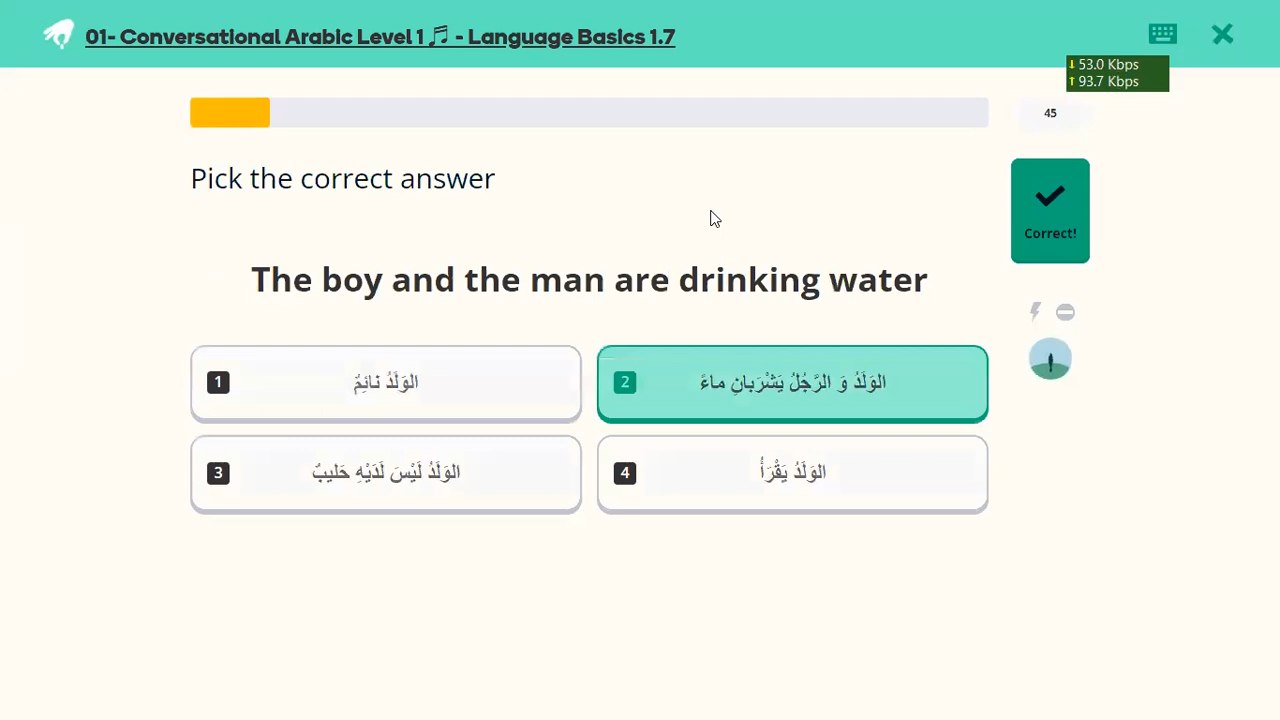 01- Conversational Arabic Level 1 🎵 - Language Basics 1.7
↓ 53.0 Kbps
↑ 93.7 Kbps
45
Pick the correct answer
Correct!
The boy and the man are drinking water
1 الوَلَدُ نائِمٌ
2 الوَلَدُ وَ الرَّجُلُ يَشْرَبانِ ماءً
3 الوَلَدُ لَيْسَ لَدَيْهِ حَليبٌ
4 الوَلَدُ يَقْرَأُ